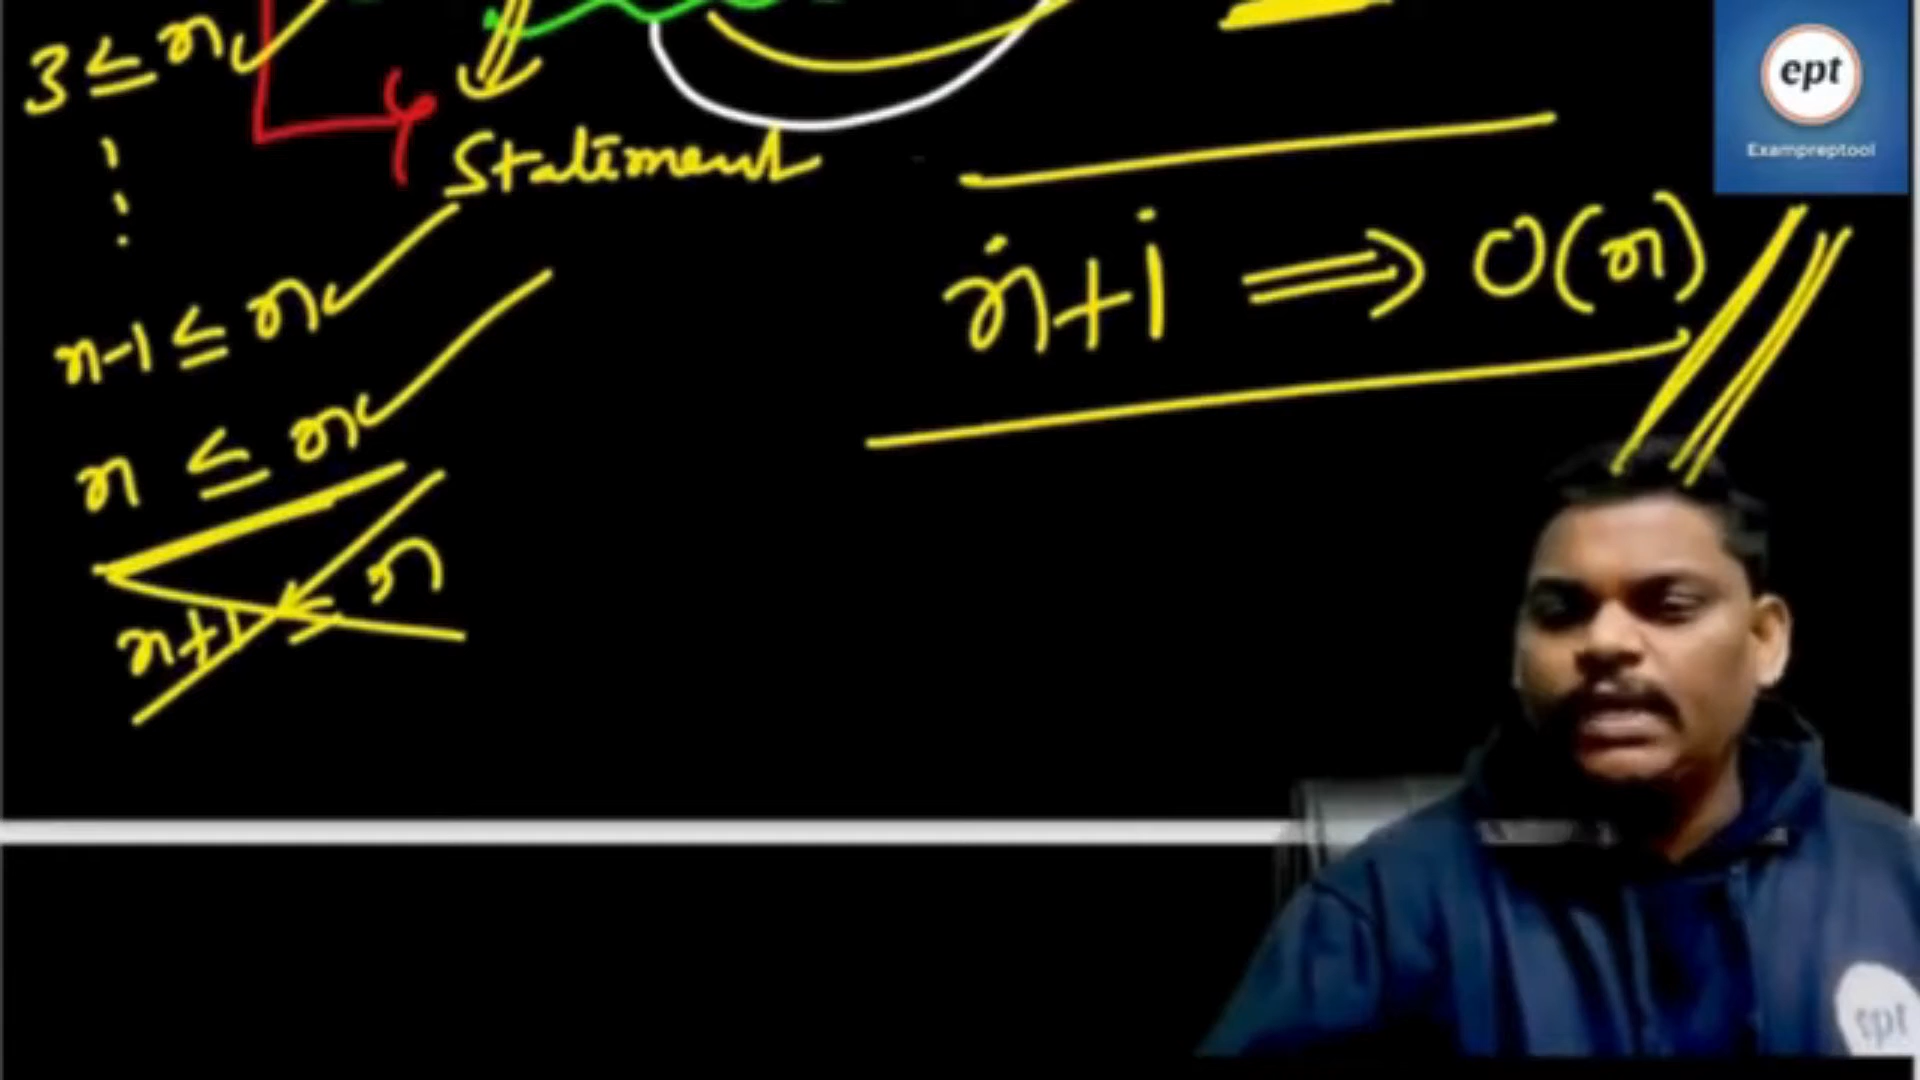 3 ≤ n
Statement
n-1 ≤ n
n ≤ n
n+1 ≤ n
n+1 ⇒ O(n)
ept
Exampreptool
ept